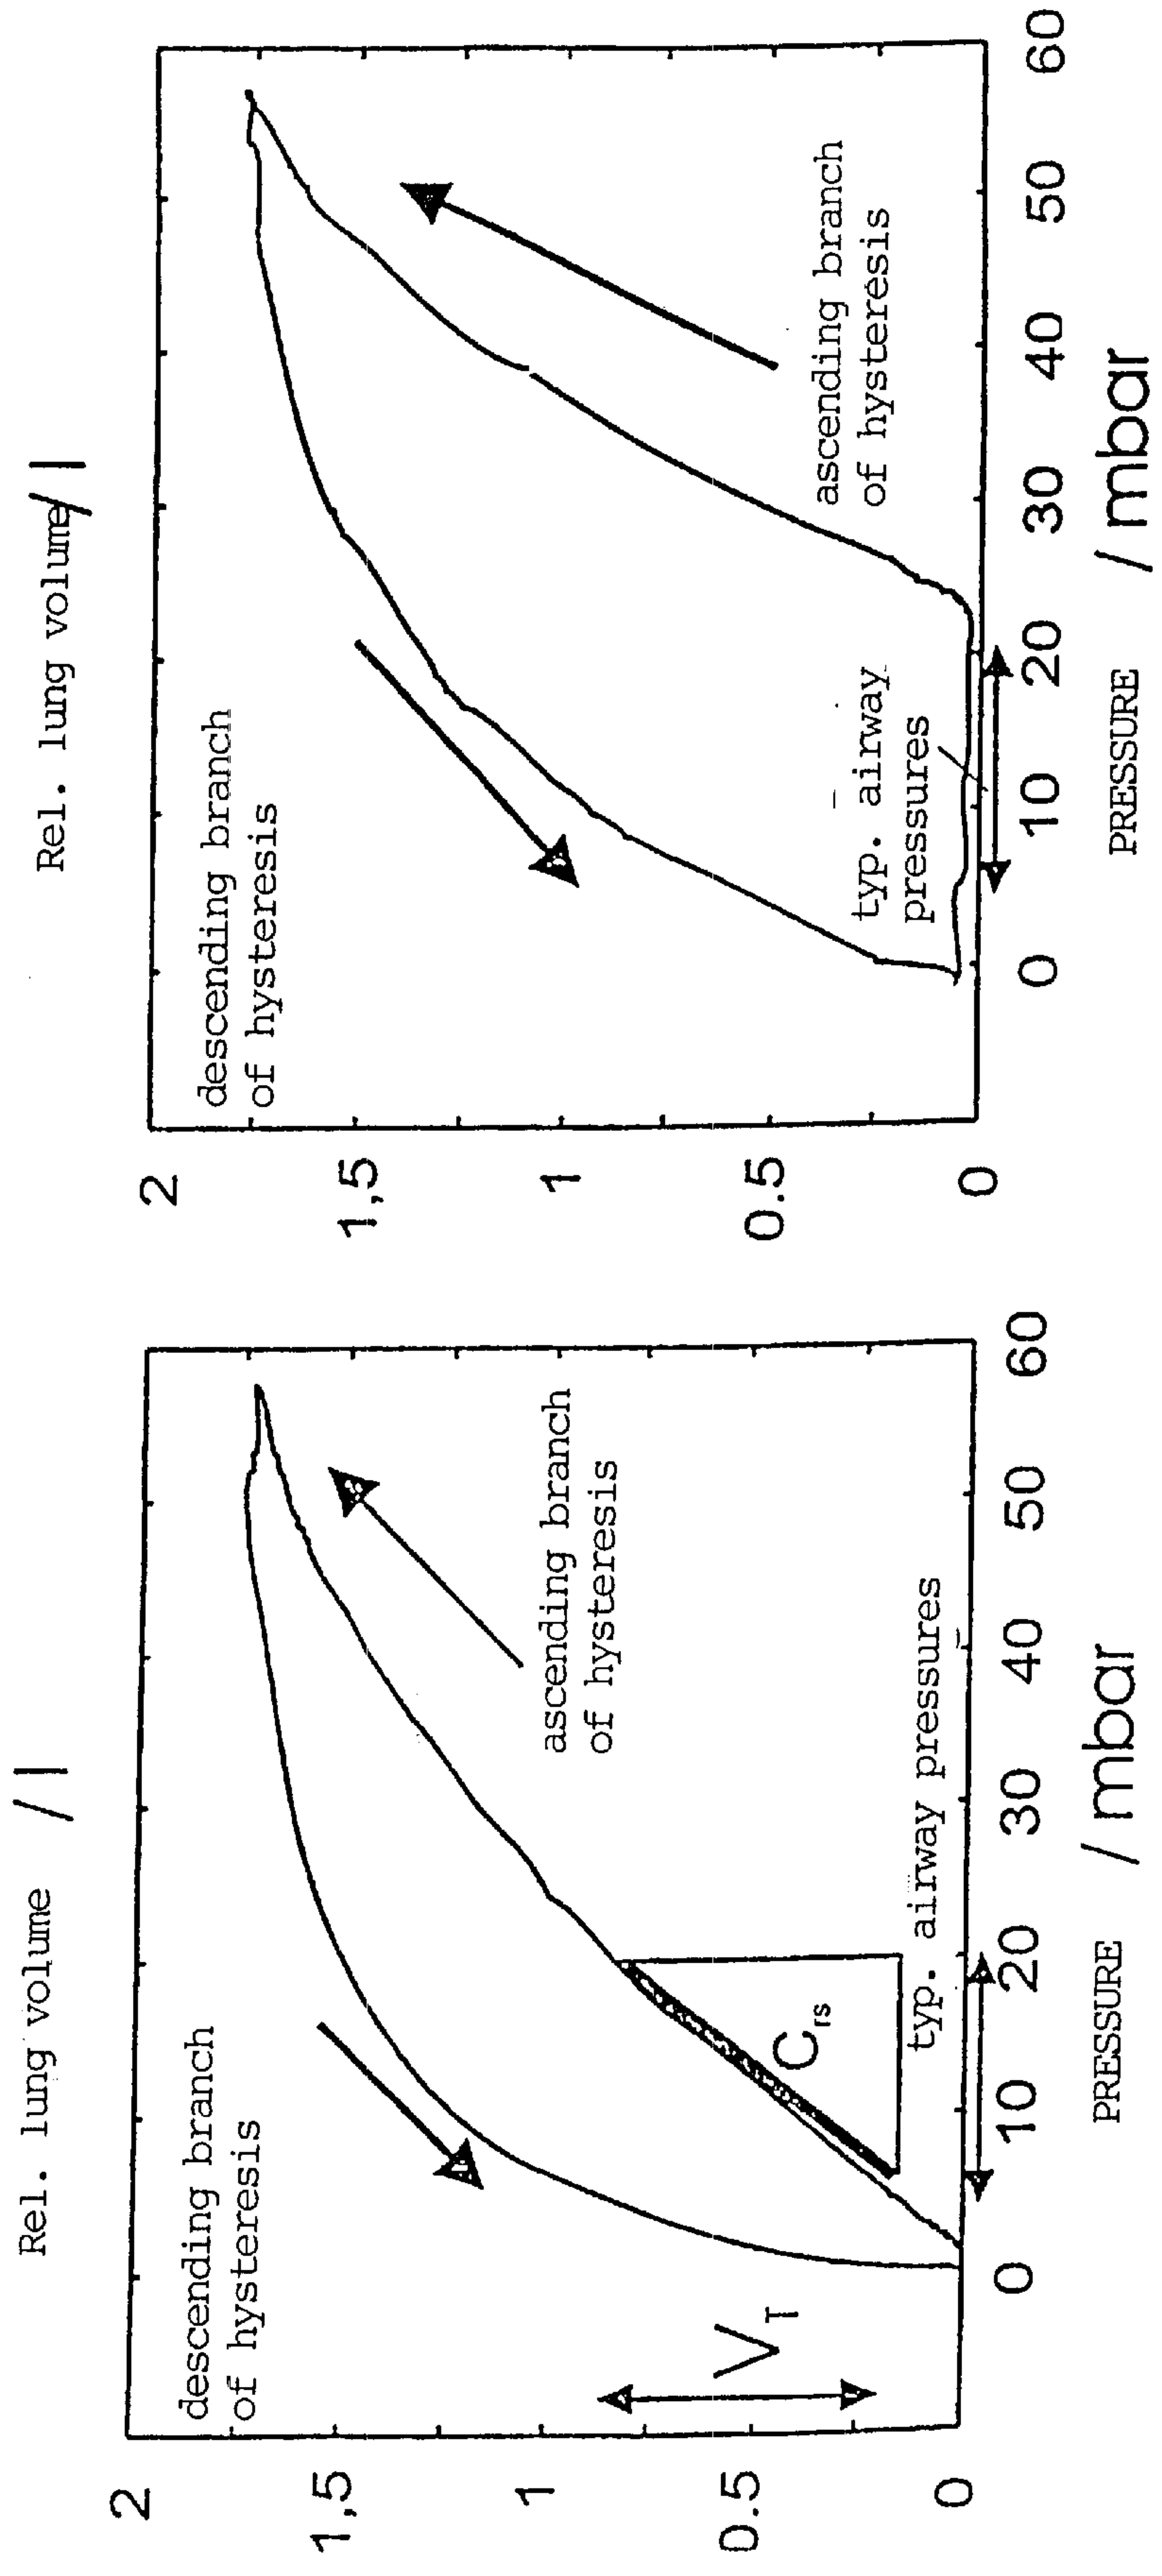 Rel. lung volume / l
2
1,5
1
0.5
0
descending branch
of hysteresis
ascending branch
of hysteresis
V_T
C_rs
typ. airway pressures
0 10 20 30 40 50 60
PRESSURE / mbar
Rel. lung volume/ l
2
1,5
1
0.5
0
descending branch
of hysteresis
ascending branch
of hysteresis
typ. airway
pressures
0 10 20 30 40 50 60
PRESSURE / mbar